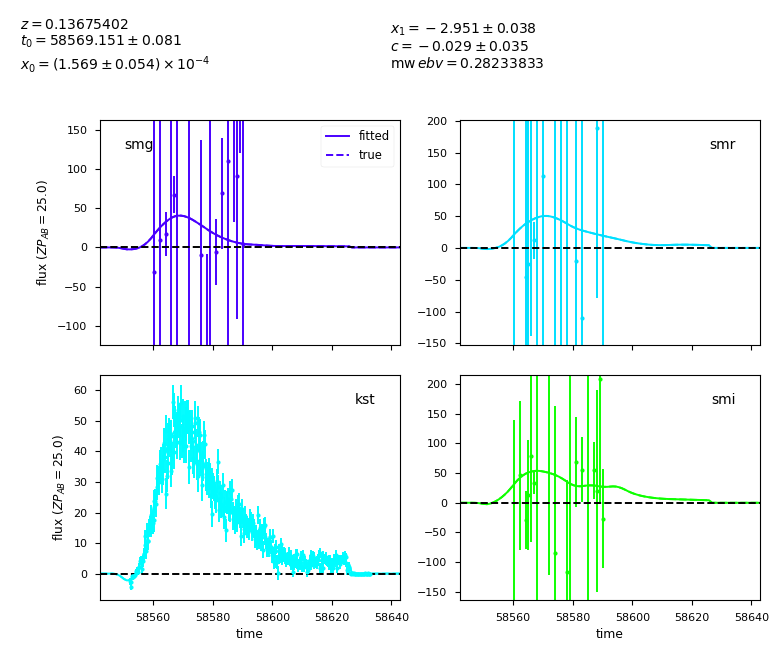 z = 0.13675402
t₀ = 58569.151 ± 0.081
x₀ = (1.569 ± 0.054) × 10⁻⁴
x₁ = −2.951 ± 0.038
c = −0.029 ± 0.035
mw ebv = 0.28233833
smg
fitted
true
150
100
50
0
−50
−100
flux (ZP_AB = 25.0)
smr
200
150
100
50
0
−50
−100
−150
kst
60
50
40
30
20
10
0
flux (ZP_AB = 25.0)
58560 58580 58600 58620 58640
time
smi
200
150
100
50
0
−50
−100
−150
58560 58580 58600 58620 58640
time